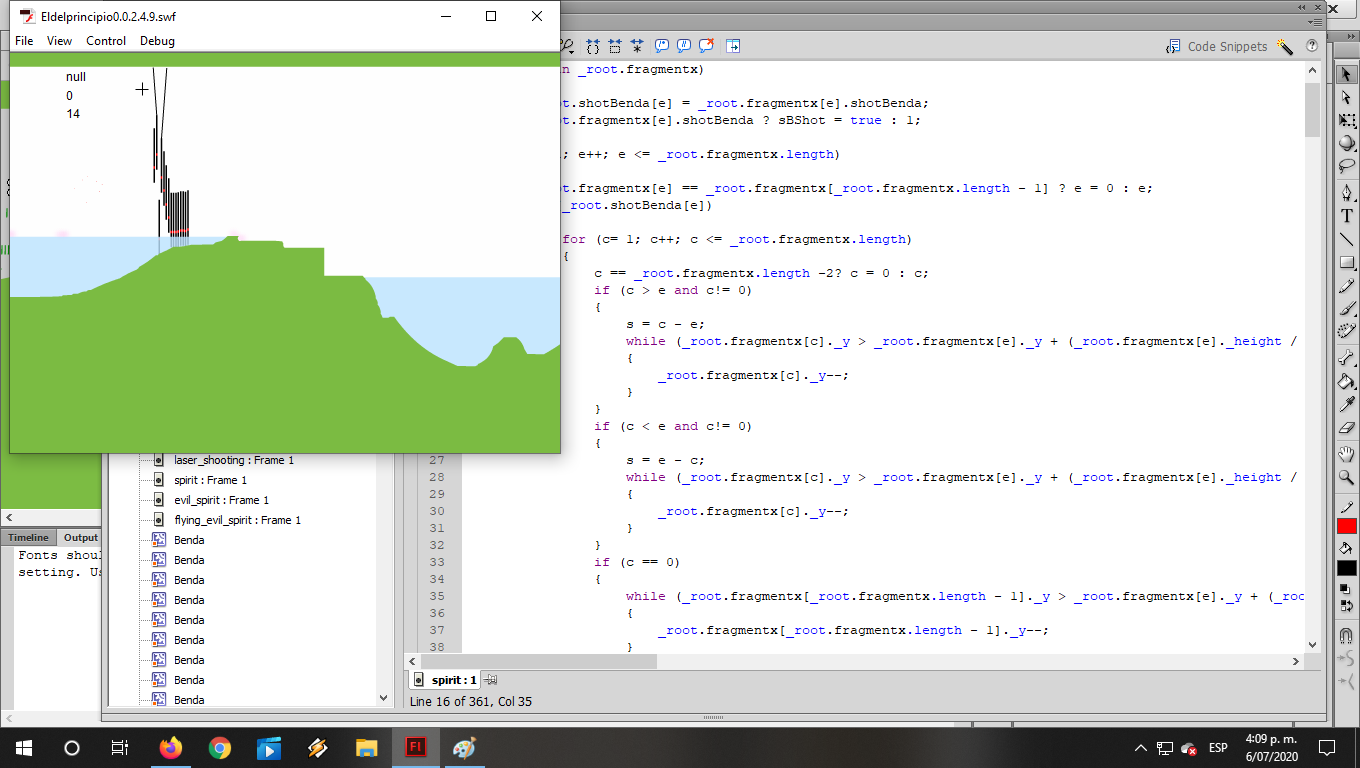 Eldelprincipio0.0.2.4.9.swf
File View Control Debug
null
0
14
Code Snippets
n _root.fragmentx)
t.shotBenda[e] = _root.fragmentx[e].shotBenda;
t.fragmentx[e].shotBenda ? sBShot = true : 1;
; e++; e <= _root.fragmentx.length)
t.fragmentx[e] == _root.fragmentx[_root.fragmentx.length - 1] ? e = 0 : e;
_root.shotBenda[e])
for (c= 1; c++; c <= _root.fragmentx.length)
{
c == _root.fragmentx.length -2? c = 0 : c;
if (c > e and c!= 0)
{
s = c - e;
while (_root.fragmentx[c]._y > _root.fragmentx[e]._y + (_root.fragmentx[e]._height /
{
_root.fragmentx[c]._y--;
}
}
if (c < e and c!= 0)
{
27 s = e - c;
28 while (_root.fragmentx[c]._y > _root.fragmentx[e]._y + (_root.fragmentx[e]._height /
29 {
30 _root.fragmentx[c]._y--;
31 }
32 }
33 if (c == 0)
34 {
35 while (_root.fragmentx[_root.fragmentx.length - 1]._y > _root.fragmentx[e]._y + (_roo
36 {
37 _root.fragmentx[_root.fragmentx.length - 1]._y--;
38 }
laser_shooting : Frame 1
spirit : Frame 1
evil_spirit : Frame 1
flying_evil_spirit : Frame 1
Benda
Benda
Benda
Benda
Benda
Benda
Benda
Benda
Benda
Timeline Output
Fonts shoul
setting. Us
spirit : 1
Line 16 of 361, Col 35
T
Fl
ESP
4:09 p. m.
6/07/2020